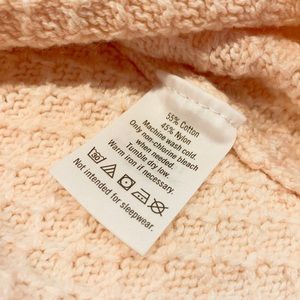 55% Cotton
45% Nylon
Machine wash cold.
Only non-chlorine bleach
when needed.
Tumble dry low.
Warm iron if necessary.
30
Not intended for sleepwear.